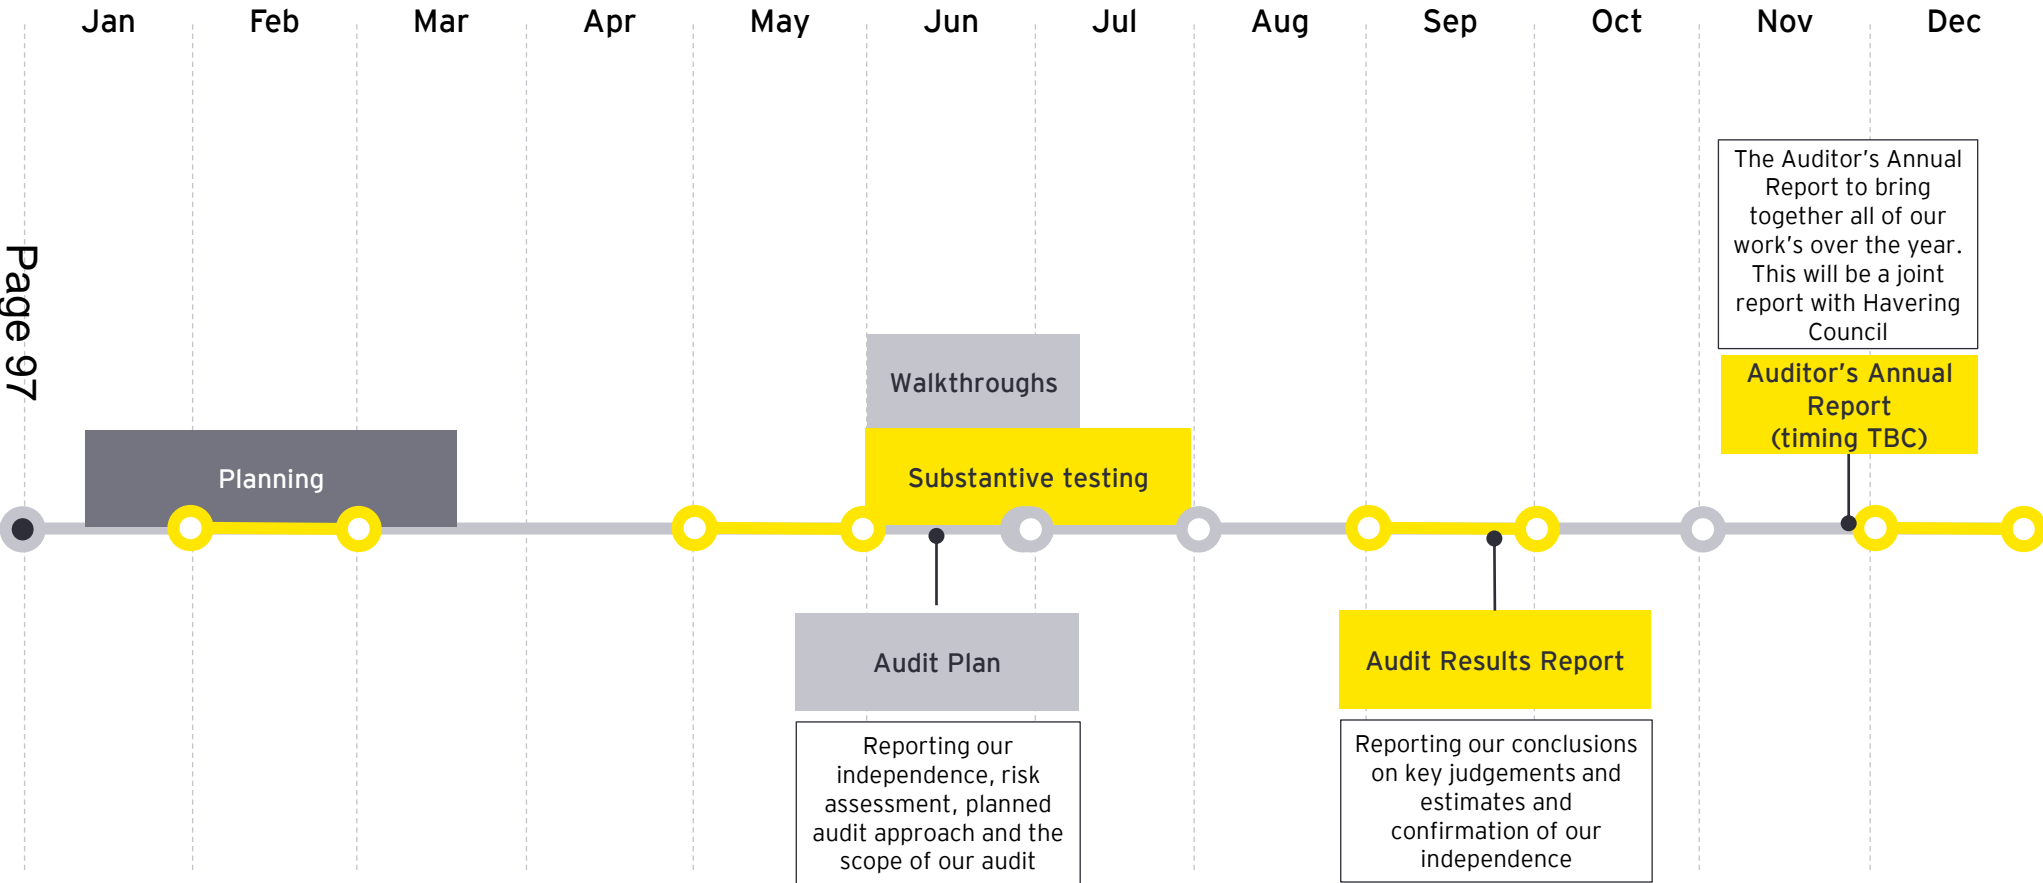 Jan Feb Mar Apr May Jun Jul Aug Sep Oct Nov Dec
Page 97
The Auditor's Annual
Report to bring
together all of our
work's over the year.
This will be a joint
report with Havering
Council
Walkthroughs
Auditor's Annual
Report
(timing TBC)
Planning
Substantive testing
Audit Plan
Audit Results Report
Reporting our
independence, risk
assessment, planned
audit approach and the
scope of our audit
Reporting our conclusions
on key judgements and
estimates and
confirmation of our
independence